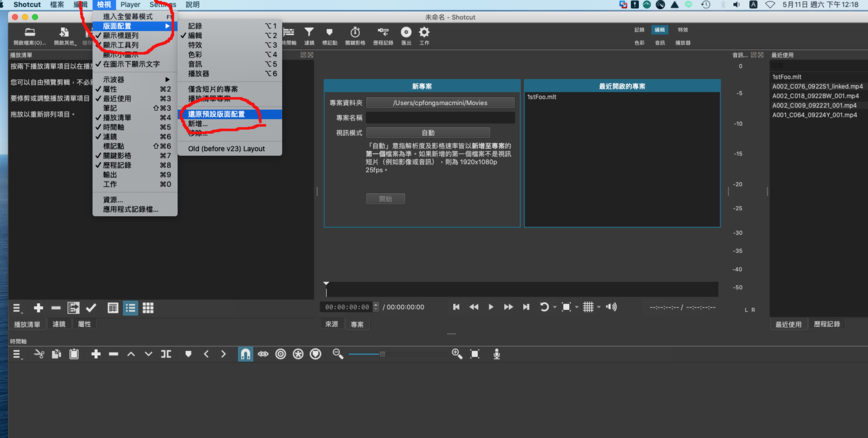 Shotcut 檔案 編輯 檢視 Player Settings 說明
5月11日 週六 下午 12:18
未命名 - Shotcut
進入全螢幕模式
版面配置
✓ 顯示標題列
✓ 顯示工具列
顯示小圖示
✓ 在圖示下顯示文字
示波器
✓ 屬性 ⌘2
✓ 最近使用 ⌘3
筆記 ⇧⌘3
✓ 播放清單 ⌘4
✓ 時間軸 ⌘5
✓ 濾鏡 ⌘6
標記點 ⇧⌘6
✓ 關鍵影格 ⌘7
✓ 歷程記錄 ⌘8
輸出 ⌘9
工作 ⌘0
資源...
應用程式記錄檔...
記錄 ⌥1
✓ 編輯 ⌥2
特效 ⌥3
色彩 ⌥4
音訊 ⌥5
播放器 ⌥6
僅含短片的專案
播放清單專案
還原預設版面配置
新增...
移除...
Old (before v23) Layout
開啟檔案(O)...
開啟其他...
時間軸 濾鏡 標記點 關鍵影格 歷程記錄 匯出 工作
記錄 編輯 特效
色彩 音訊 播放器
播放清單
按兩下播放清單項目以在播
您可以自由預覽剪輯，不必
要修剪或調整播放清單項目
拖放以重新排列項目。
新專案
專案資料夾 /Users/cpfongsmacmini/Movies
專案名稱
視訊模式 自動
「自動」意指解析度及影格速率皆以新增至專案的
第一個檔案為準。如果新增的第一個檔案不是視訊
短片（例如影像或音訊），則為 1920x1080p
25fps。
開始
最近開啟的專案
1stFoo.mlt
音訊...
0
-5
-10
-15
-20
-25
-30
-35
-40
-50
L R
最近使用
1stFoo.mlt
A002_C076_0922S1_linked.mp4
A002_C018_0922BW_001.mp4
A002_C009_092221_001.mp4
A001_C064_09224Y_001.mp4
00:00:00:00 / 00:00:00:00
--:--:--:-- / --:--:--:--
播放清單 濾鏡 屬性
來源 專案
最近使用 歷程記錄
時間軸